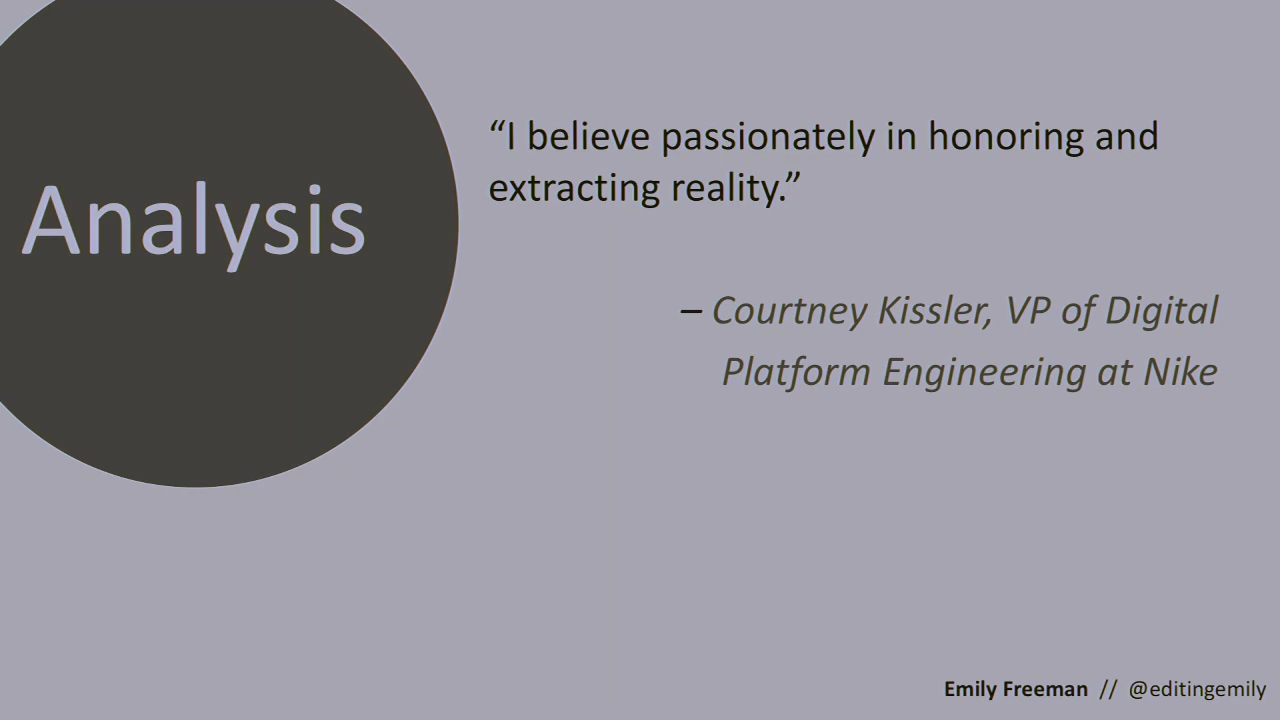 Analysis
“I believe passionately in honoring and
extracting reality.”
– Courtney Kissler, VP of Digital
Platform Engineering at Nike
Emily Freeman // @editingemily